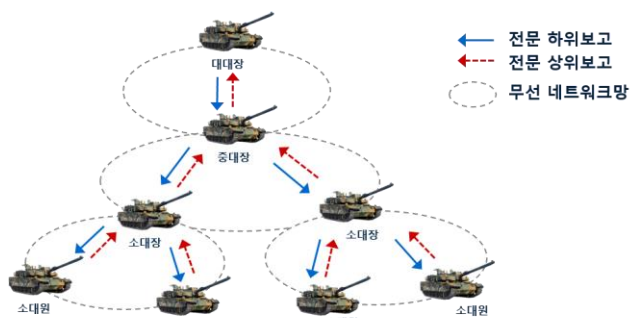 대대장
전문 하위보고
전문 상위보고
무선 네트워크망
중대장
소대장
소대장
소대원
소대원